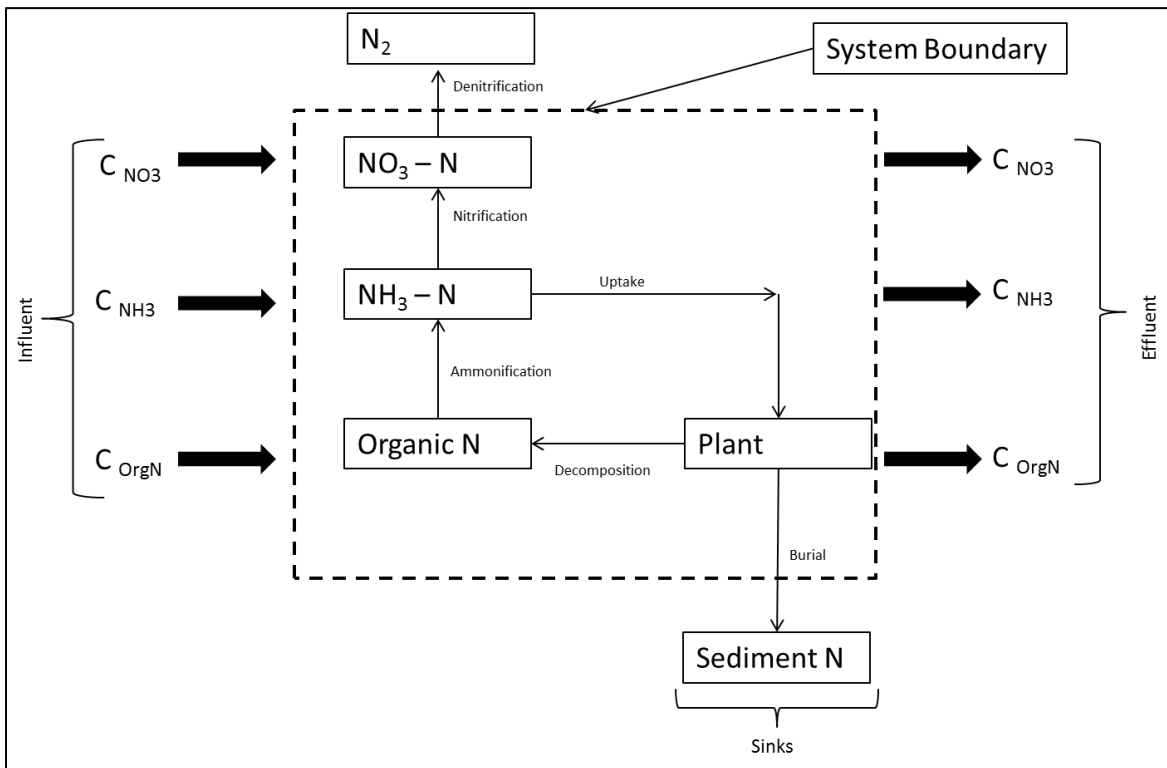 N₂
System Boundary
Denitrification
C NO3
NO₃ – N
C NO3
Nitrification
Influent
C NH3
NH₃ – N
Uptake
C NH3
Effluent
Ammonification
C OrgN
Organic N
Decomposition
Plant
C OrgN
Burial
Sediment N
Sinks